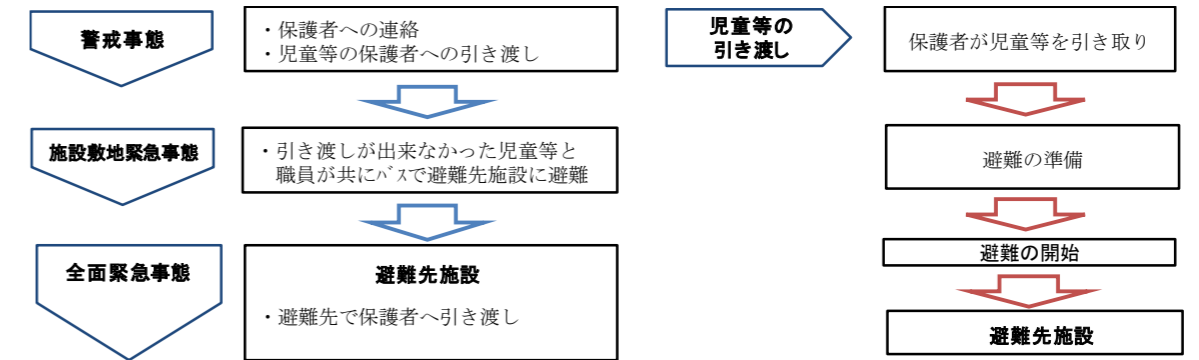 警戒事態
・保護者への連絡
・児童等の保護者への引き渡し
施設敷地緊急事態
・引き渡しが出来なかった児童等と
職員が共にﾊﾞｽで避難先施設に避難
全面緊急事態
避難先施設
・避難先で保護者へ引き渡し
児童等の
引き渡し
保護者が児童等を引き取り
避難の準備
避難の開始
避難先施設